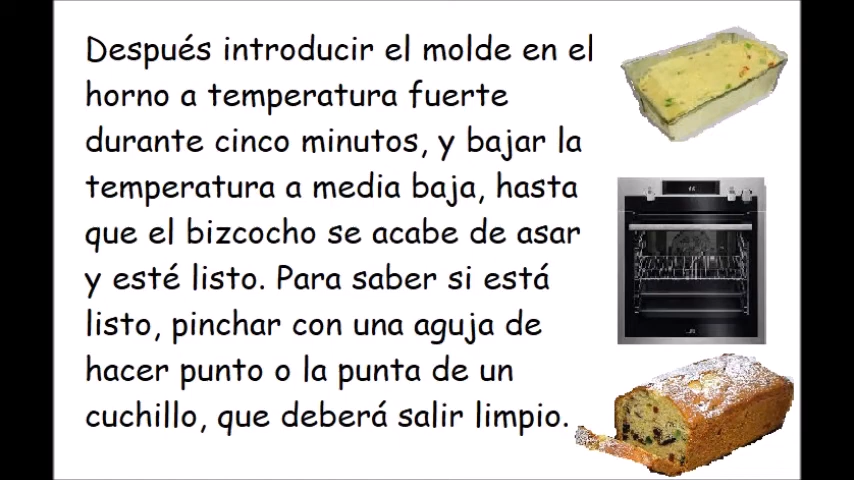 Después introducir el molde en el
horno a temperatura fuerte
durante cinco minutos, y bajar la
temperatura a media baja, hasta
que el bizcocho se acabe de asar
y esté listo. Para saber si está
listo, pinchar con una aguja de
hacer punto o la punta de un
cuchillo, que deberá salir limpio.